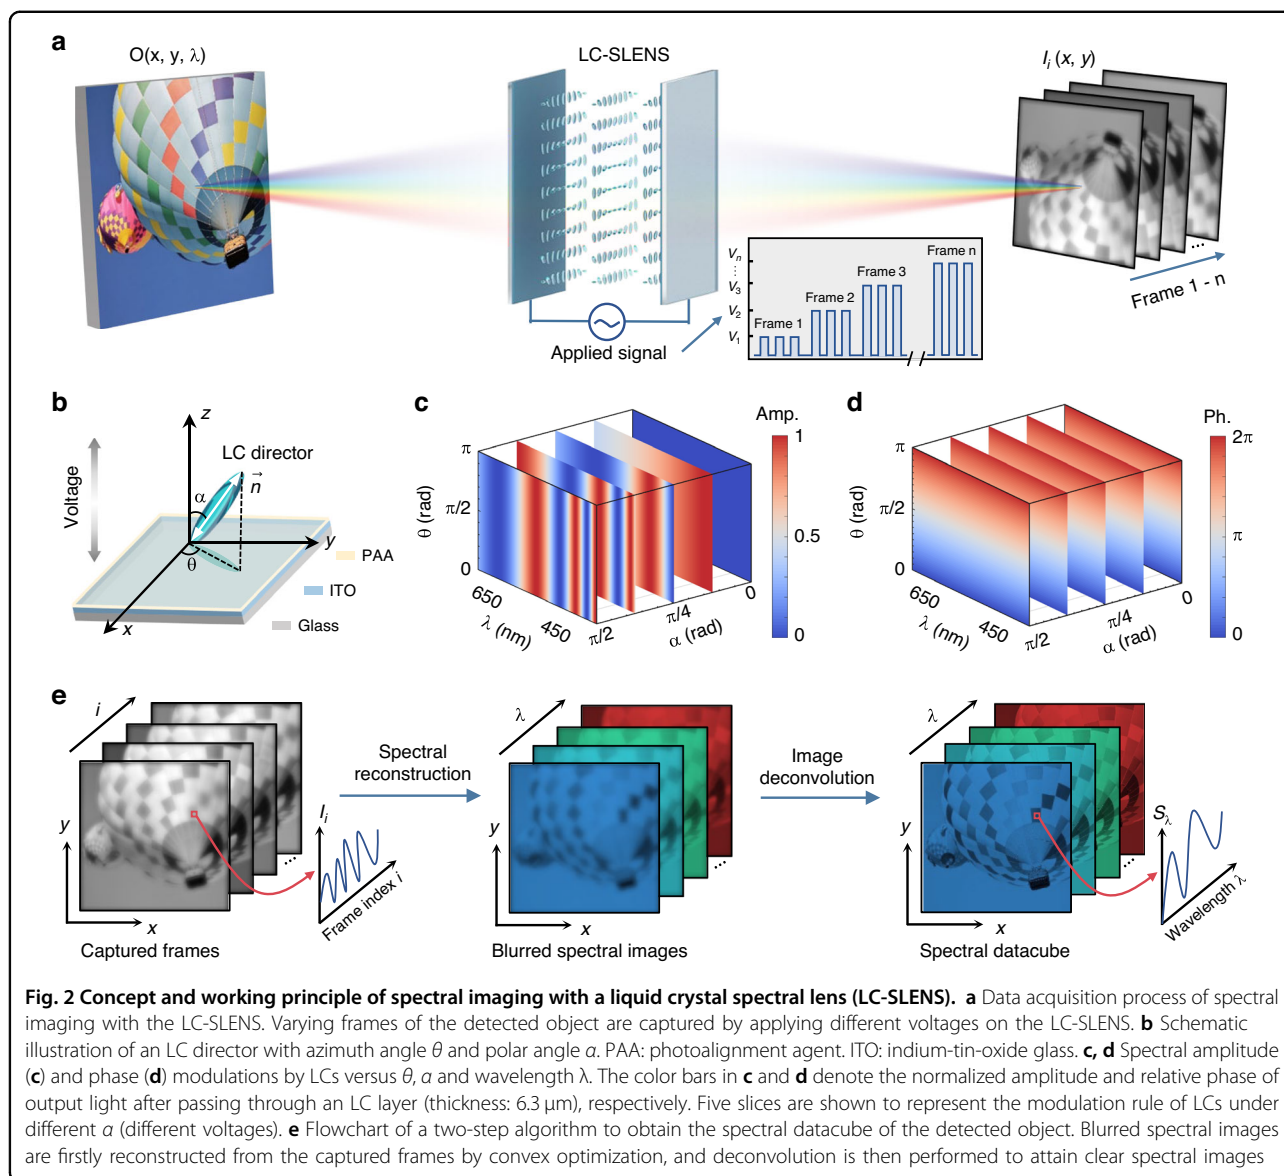 a
O(x, y, λ)
LC-SLENS
I_i (x, y)
...
Frame 1 - n
Applied signal
V_n
⋮
V_3
V_2
V_1
Frame 1
Frame 2
Frame 3
Frame n
b
Voltage
z
LC director
n⃗
α
θ
y
x
PAA
ITO
Glass
c
Amp.
1
0.5
0
π
π/2
0
θ (rad)
650
450
λ (nm)
π/2
π/4
0
α (rad)
d
Ph.
2π
π
0
π
π/2
0
θ (rad)
650
450
λ (nm)
π/2
π/4
0
α (rad)
e
i
y
x
...
Captured frames
I_i
Frame index i
Spectral
reconstruction
λ
y
x
...
Blurred spectral images
Image
deconvolution
λ
y
x
...
Spectral datacube
S_λ
Wavelength λ
Fig. 2 Concept and working principle of spectral imaging with a liquid crystal spectral lens (LC-SLENS). a Data acquisition process of spectral
imaging with the LC-SLENS. Varying frames of the detected object are captured by applying different voltages on the LC-SLENS. b Schematic
illustration of an LC director with azimuth angle θ and polar angle α. PAA: photoalignment agent. ITO: indium-tin-oxide glass. c, d Spectral amplitude
(c) and phase (d) modulations by LCs versus θ, α and wavelength λ. The color bars in c and d denote the normalized amplitude and relative phase of
output light after passing through an LC layer (thickness: 6.3 μm), respectively. Five slices are shown to represent the modulation rule of LCs under
different α (different voltages). e Flowchart of a two-step algorithm to obtain the spectral datacube of the detected object. Blurred spectral images
are firstly reconstructed from the captured frames by convex optimization, and deconvolution is then performed to attain clear spectral images